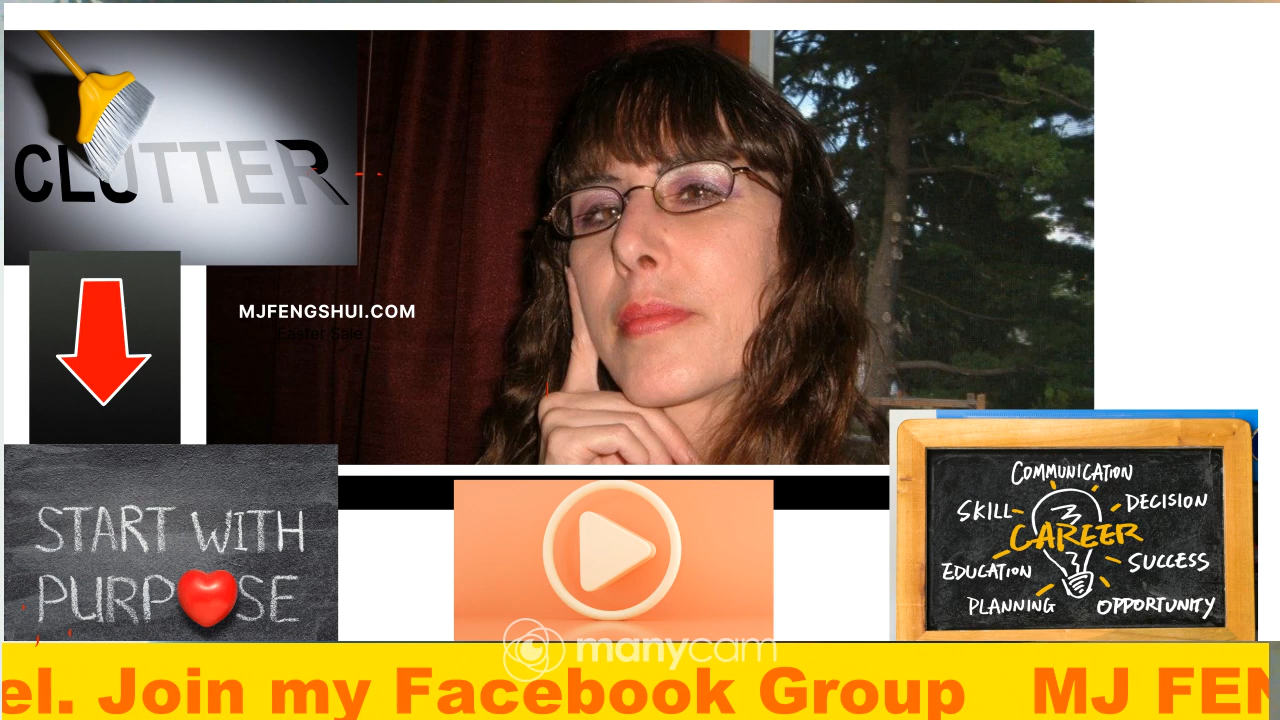 CLUTTER
MJFENGSHUI.COM
Easter Sale
START WITH
PURPOSE
COMMUNICATION
SKILL
DECISION
CAREER
EDUCATION
SUCCESS
PLANNING
OPPORTUNITY
manycam
el. Join my Facebook Group MJ FEN